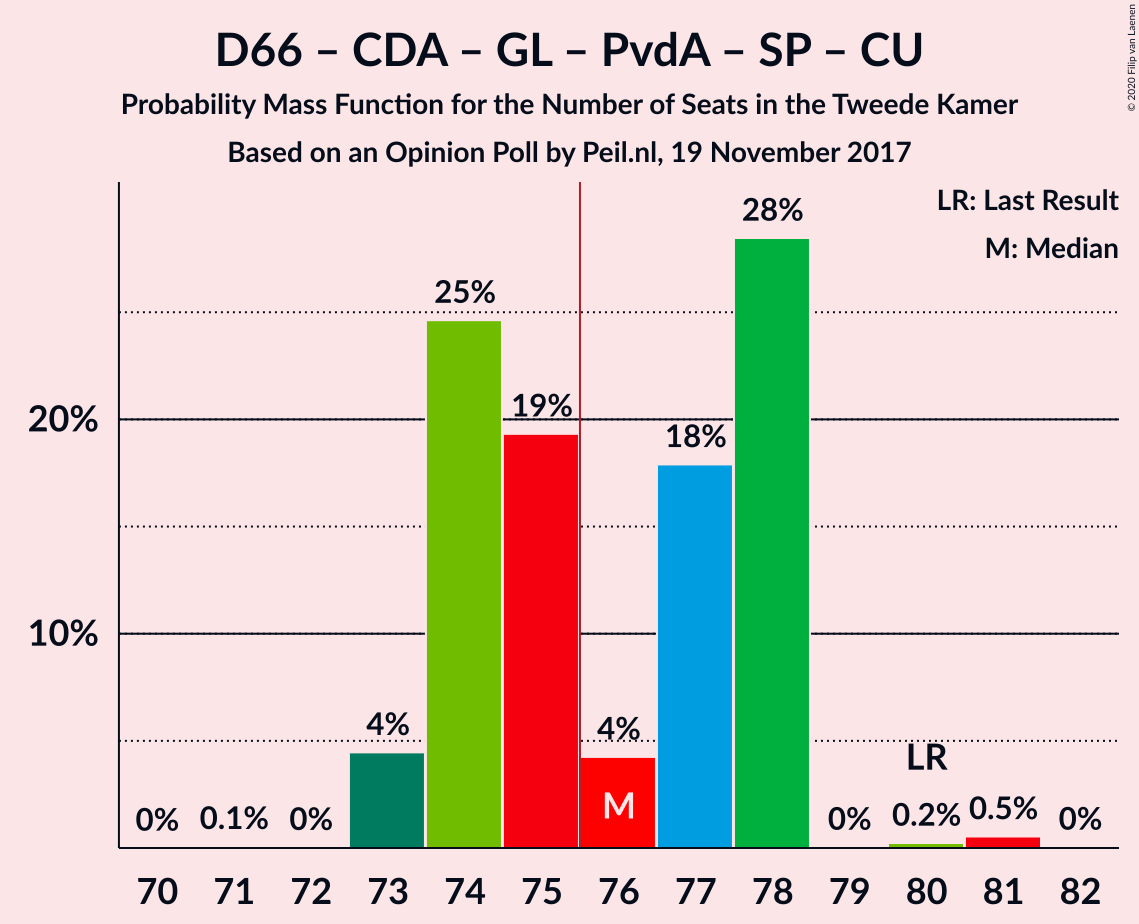 D66 – CDA – GL – PvdA – SP – CU
Probability Mass Function for the Number of Seats in the Tweede Kamer
Based on an Opinion Poll by Peil.nl, 19 November 2017
© 2020 Filip van Laenen
LR: Last Result
M: Median
28%
25%
20%
19%
18%
10%
4%
4%
LR
M
0%
0.1%
0%
0%
0.2%
0.5%
0%
70 71 72 73 74 75 76 77 78 79 80 81 82